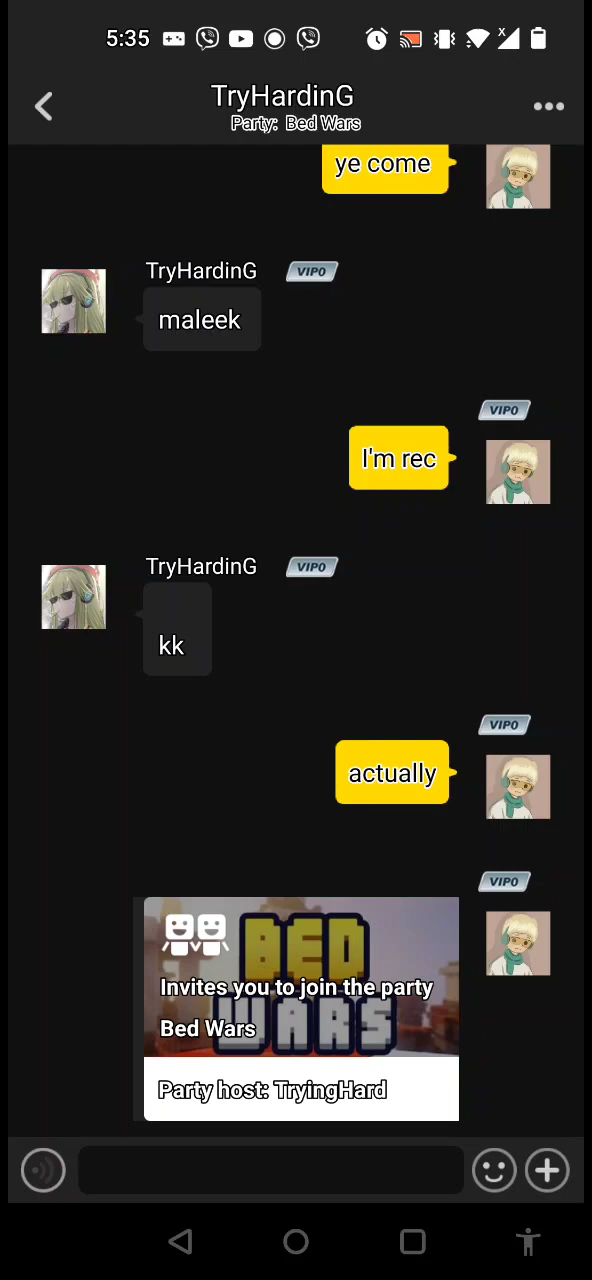 5:35
X
TryHardinG
Party: Bed Wars
ye come
TryHardinG VIP0
maleek
VIP0
I'm rec
TryHardinG VIP0
kk
VIP0
actually
VIP0
BED
WARS
Invites you to join the party
Bed Wars
Party host: TryingHard